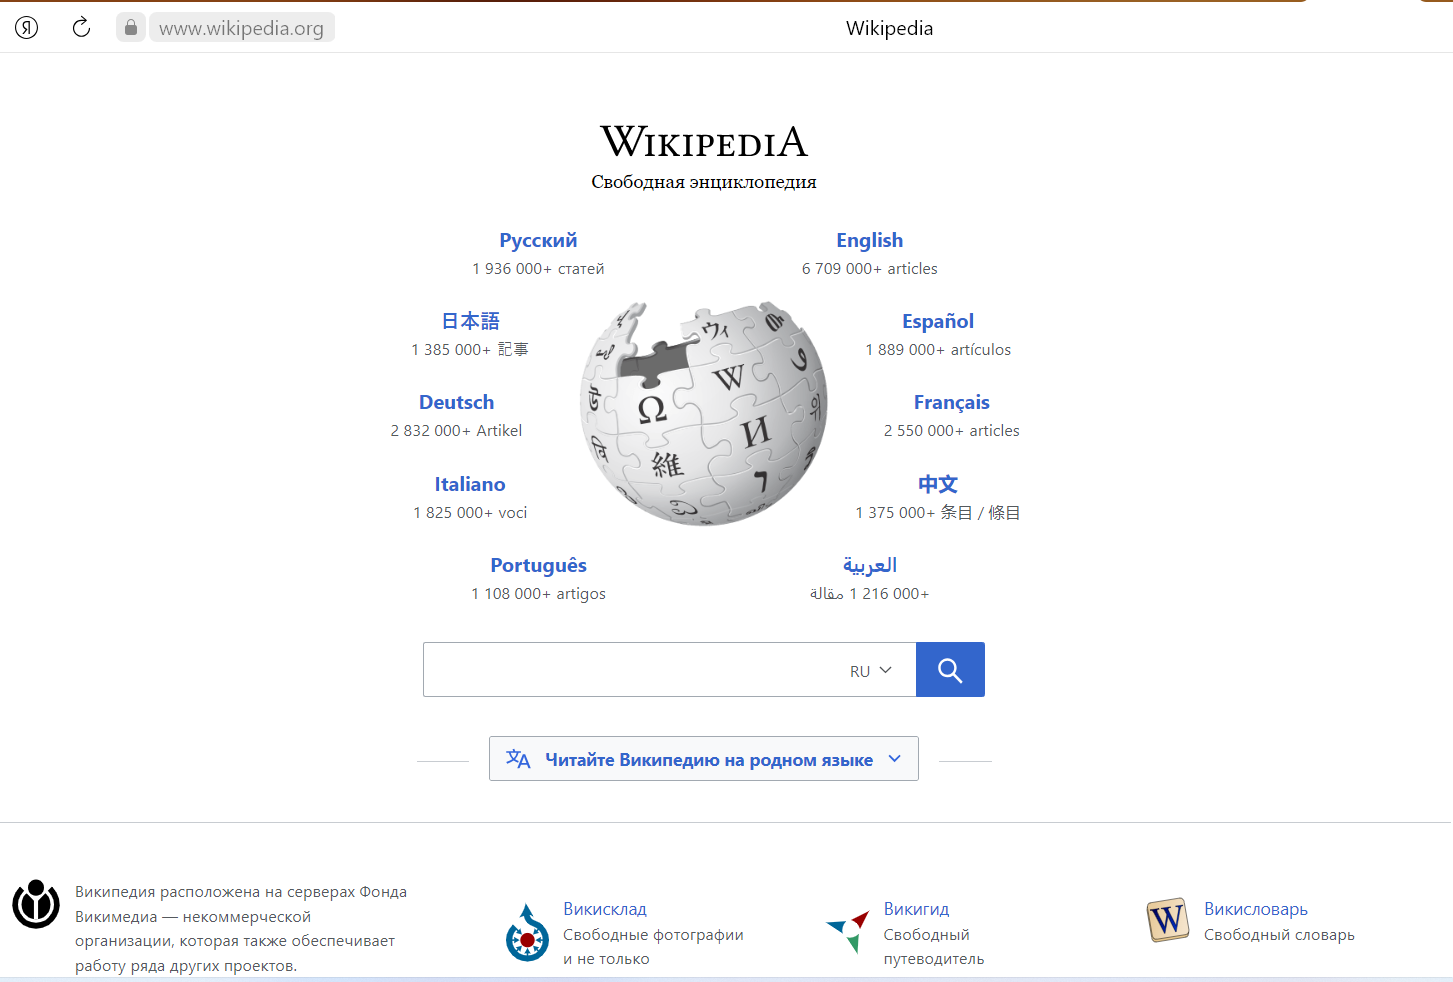 www.wikipedia.org
Wikipedia
WIKIPEDIA
Свободная энциклопедия
Русский
1 936 000+ статей
English
6 709 000+ articles
日本語
1 385 000+ 記事
Español
1 889 000+ artículos
Deutsch
2 832 000+ Artikel
Français
2 550 000+ articles
Italiano
1 825 000+ voci
中文
1 375 000+ 条目 / 條目
Português
1 108 000+ artigos
العربية
1 216 000+ مقالة
RU
Читайте Википедию на родном языке
Википедия расположена на серверах Фонда
Викимедиа — некоммерческой
организации, которая также обеспечивает
работу ряда других проектов.
Викисклад
Свободные фотографии
и не только
Викигид
Свободный
путеводитель
Викисловарь
Свободный словарь